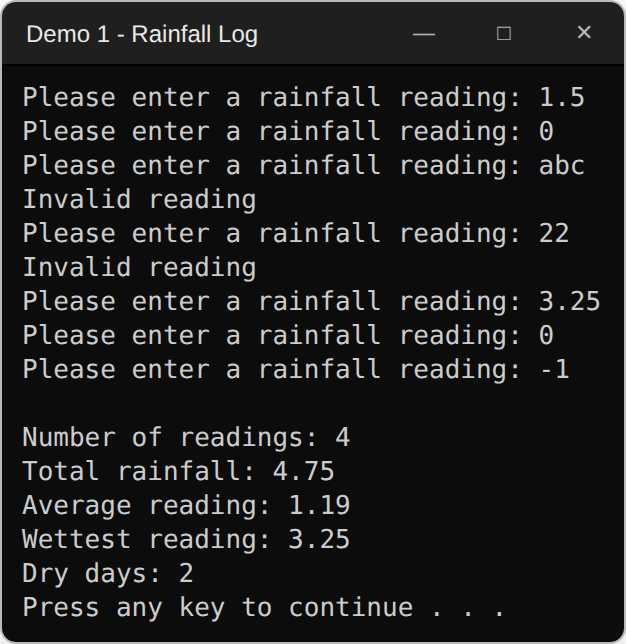 Demo 1 - Rainfall Log
Please enter a rainfall reading: 1.5
Please enter a rainfall reading: 0
Please enter a rainfall reading: abc
Invalid reading
Please enter a rainfall reading: 22
Invalid reading
Please enter a rainfall reading: 3.25
Please enter a rainfall reading: 0
Please enter a rainfall reading: -1

Number of readings: 4
Total rainfall: 4.75
Average reading: 1.19
Wettest reading: 3.25
Dry days: 2
Press any key to continue . . .